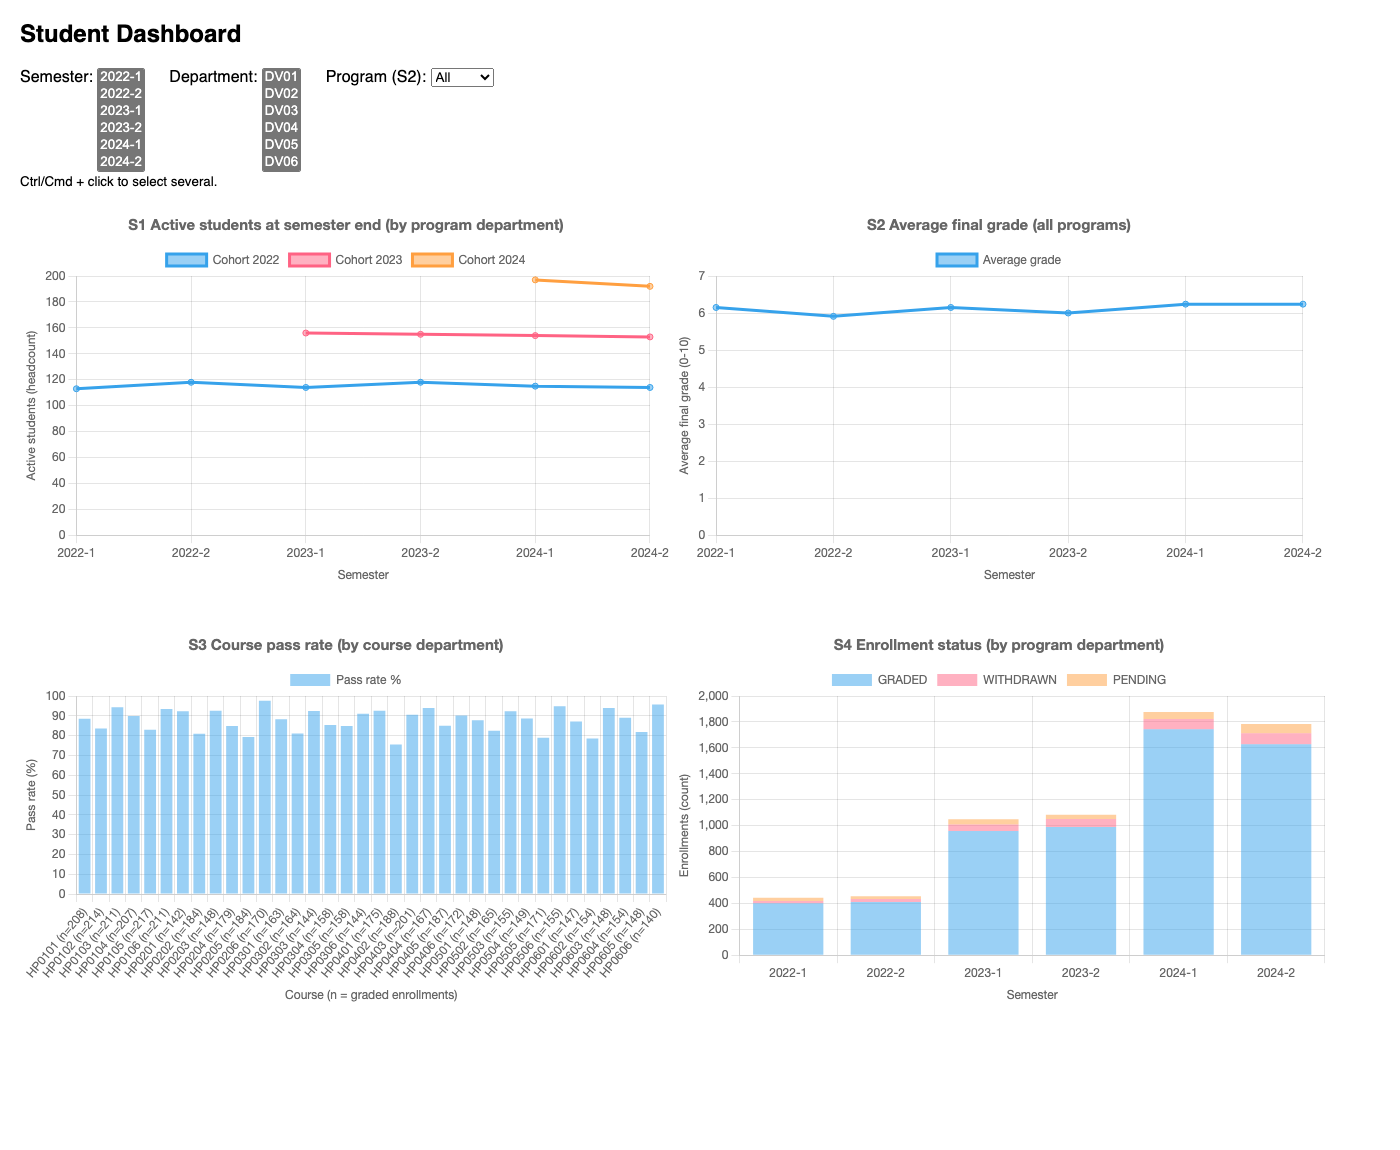 Student Dashboard
Semester: 2022-1 2022-2 2023-1 2023-2 2024-1 2024-2
Department: DV01 DV02 DV03 DV04 DV05 DV06
Program (S2): All
Ctrl/Cmd + click to select several.
S1 Active students at semester end (by program department)
Cohort 2022 Cohort 2023 Cohort 2024
Active students (headcount)
200
180
160
140
120
100
80
60
40
20
0
2022-1 2022-2 2023-1 2023-2 2024-1 2024-2
Semester
S2 Average final grade (all programs)
Average grade
Average final grade (0-10)
7
6
5
4
3
2
1
0
2022-1 2022-2 2023-1 2023-2 2024-1 2024-2
Semester
S3 Course pass rate (by course department)
Pass rate %
Pass rate (%)
100
90
80
70
60
50
40
30
20
10
0
HP0101 (n=208)
HP0102 (n=214)
HP0103 (n=211)
HP0104 (n=207)
HP0105 (n=217)
HP0106 (n=211)
HP0201 (n=142)
HP0202 (n=184)
HP0203 (n=148)
HP0204 (n=179)
HP0205 (n=184)
HP0206 (n=170)
HP0301 (n=163)
HP0302 (n=164)
HP0303 (n=144)
HP0304 (n=158)
HP0305 (n=158)
HP0306 (n=144)
HP0401 (n=175)
HP0402 (n=188)
HP0403 (n=201)
HP0404 (n=167)
HP0405 (n=187)
HP0406 (n=172)
HP0501 (n=148)
HP0502 (n=165)
HP0503 (n=155)
HP0504 (n=149)
HP0505 (n=171)
HP0506 (n=155)
HP0601 (n=147)
HP0602 (n=154)
HP0603 (n=148)
HP0604 (n=154)
HP0605 (n=148)
HP0606 (n=140)
Course (n = graded enrollments)
S4 Enrollment status (by program department)
GRADED WITHDRAWN PENDING
Enrollments (count)
2,000
1,800
1,600
1,400
1,200
1,000
800
600
400
200
0
2022-1 2022-2 2023-1 2023-2 2024-1 2024-2
Semester